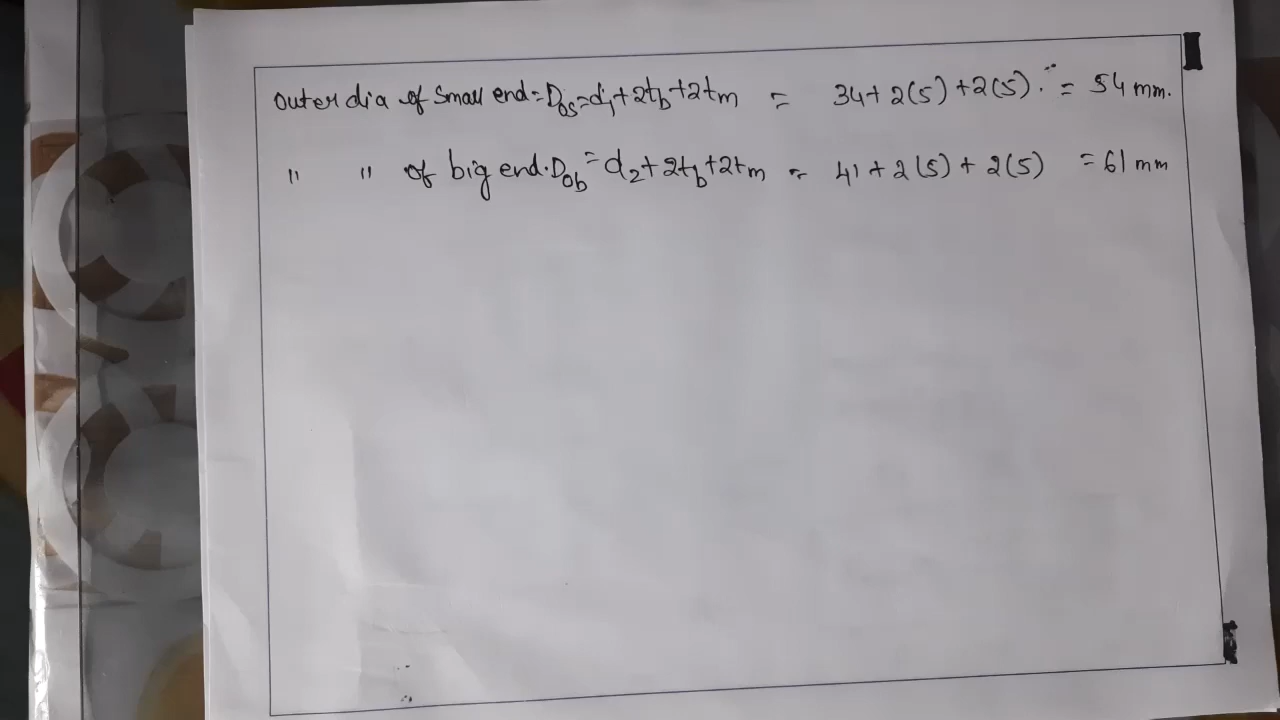 Outer dia of small end = Dos = d1 + 2tb + 2tm = 34 + 2(5) + 2(5). = 54 mm.
" " of big end. Dob = d2 + 2tb + 2tm = 41 + 2(5) + 2(5) = 61 mm